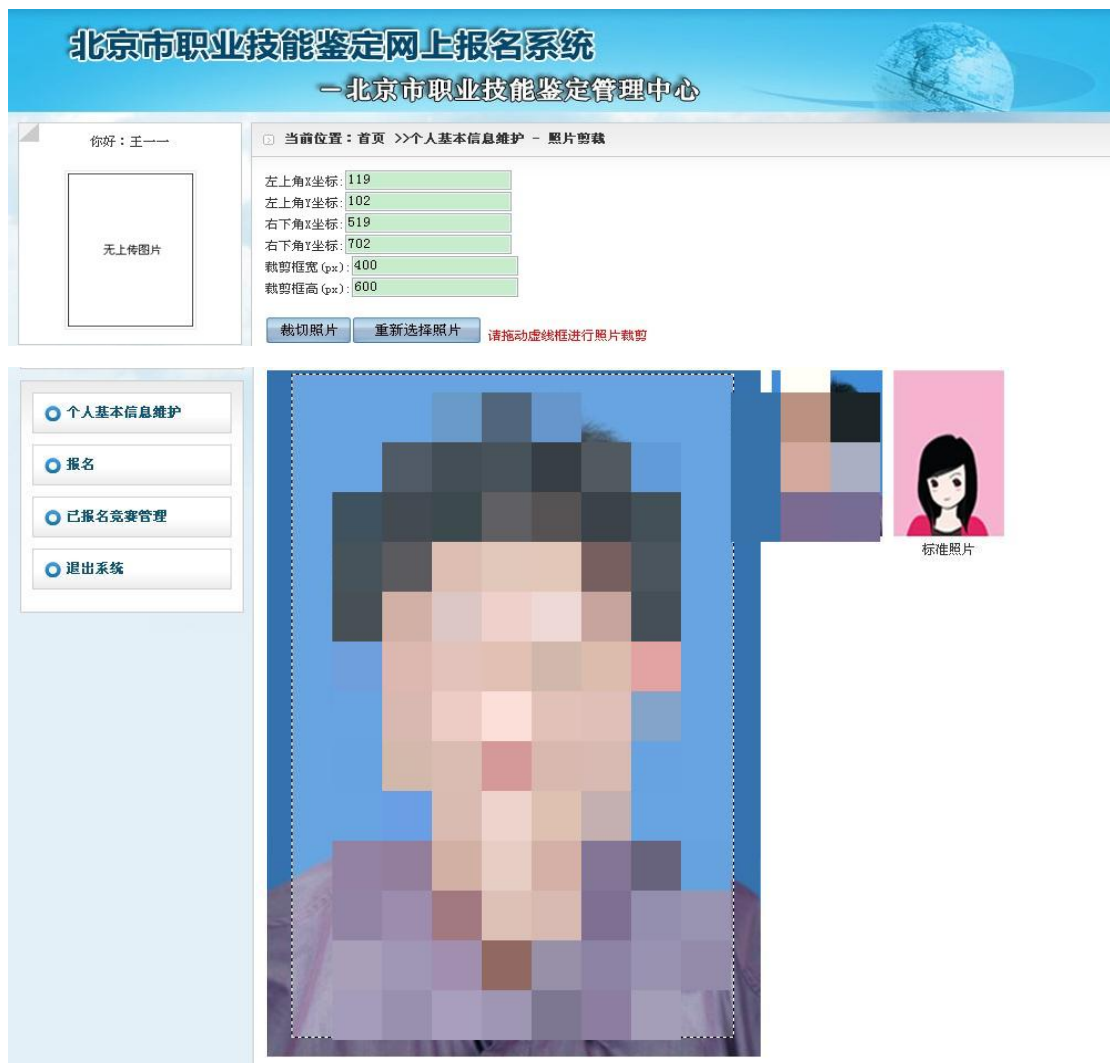 北京市职业技能鉴定网上报名系统
－北京市职业技能鉴定管理中心
你好：王一一
无上传图片
当前位置：首页 >>个人基本信息维护 - 照片剪裁
左上角X坐标:119
左上角Y坐标:102
右下角X坐标:519
右下角Y坐标:702
裁剪框宽(px):400
裁剪框高(px):600
裁切照片 重新选择照片 请拖动虚线框进行照片裁剪
个人基本信息维护
报名
已报名竞赛管理
退出系统
标准照片